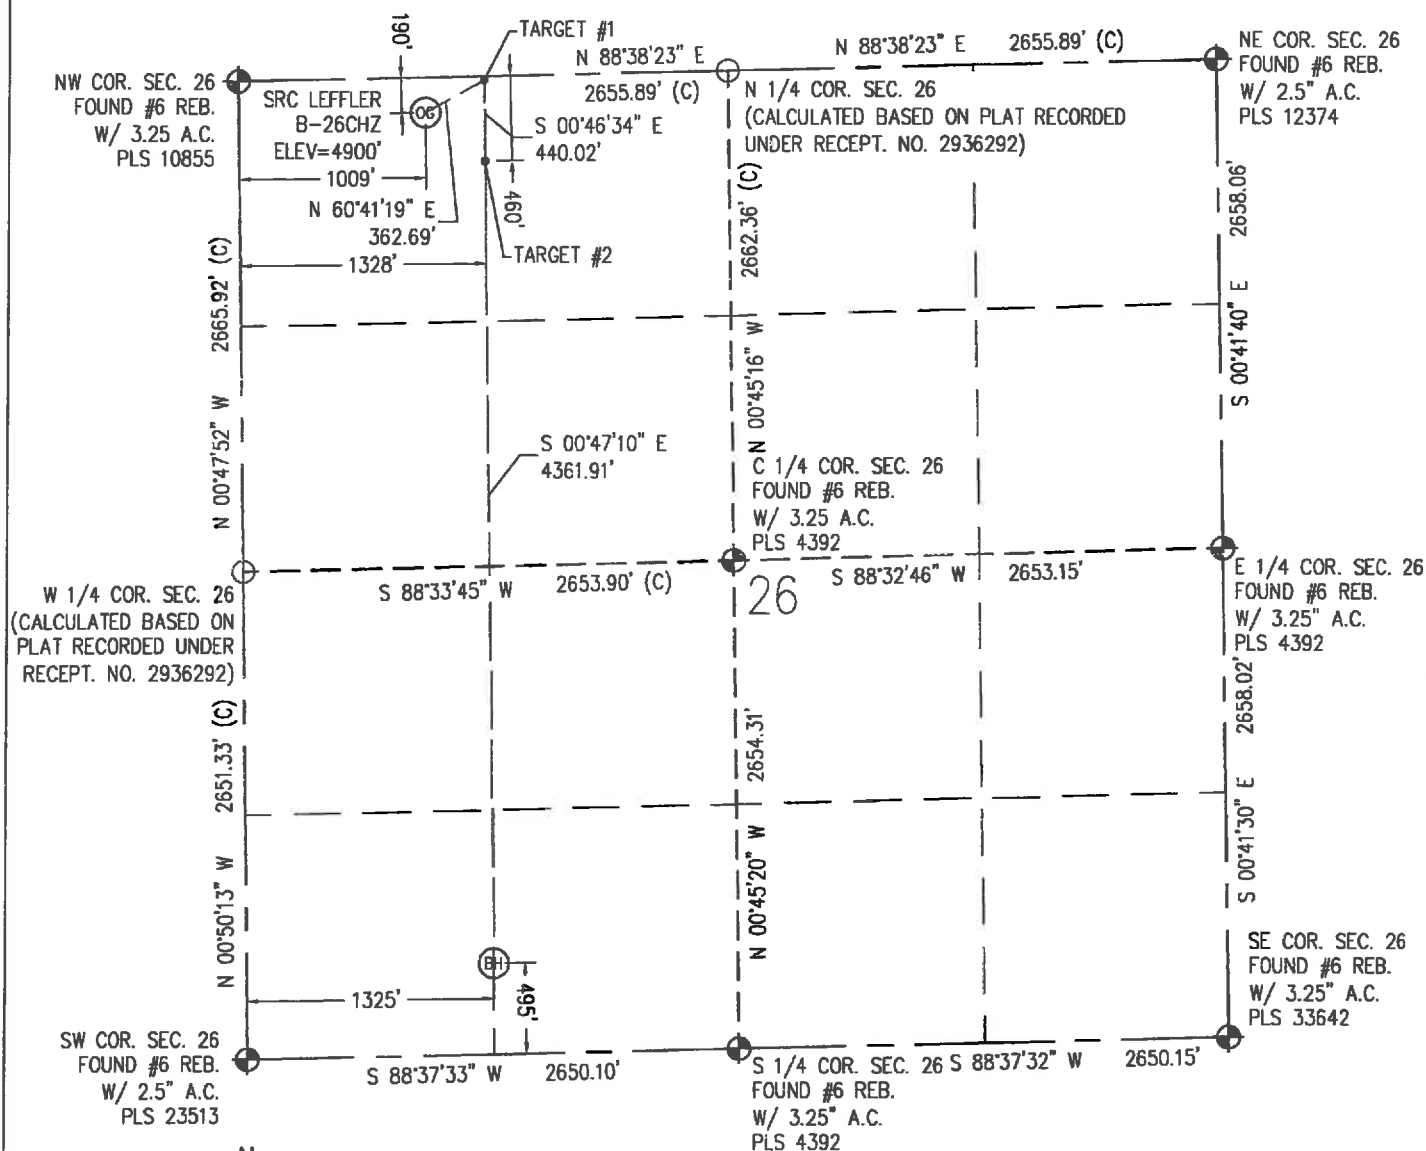 190'
TARGET #1
N 88°38'23" E
2655.89' (C)
N 88°38'23" E 2655.89' (C)
NW COR. SEC. 26
FOUND #6 REB.
W/ 3.25 A.C.
PLS 10855
SRC LEFFLER
B-26CHZ
ELEV=4900'
OG
1009'
N 60°41'19" E
362.69'
1328'
S 00°46'34" E
440.02'
460'
TARGET #2
N 1/4 COR. SEC. 26
(CALCULATED BASED ON PLAT RECORDED
UNDER RECEPT. NO. 2936292)
NE COR. SEC. 26
FOUND #6 REB.
W/ 2.5" A.C.
PLS 12374
N 00°47'52" W 2665.92' (C)
N 00°45'16" W 2662.36' (C)
S 00°41'40" E 2658.06'
S 00°47'10" E
4361.91'
C 1/4 COR. SEC. 26
FOUND #6 REB.
W/ 3.25 A.C.
PLS 4392
W 1/4 COR. SEC. 26
(CALCULATED BASED ON
PLAT RECORDED UNDER
RECEPT. NO. 2936292)
S 88°33'45" W 2653.90' (C)
26
S 88°32'46" W 2653.15'
E 1/4 COR. SEC. 26
FOUND #6 REB.
W/ 3.25" A.C.
PLS 4392
N 00°50'13" W 2651.33' (C)
N 00°45'20" W 2654.31'
S 00°41'30" E 2658.02'
BH
1325'
495'
SW COR. SEC. 26
FOUND #6 REB.
W/ 2.5" A.C.
PLS 23513
S 88°37'33" W 2650.10'
S 1/4 COR. SEC. 26
FOUND #6 REB.
W/ 3.25" A.C.
PLS 4392
S 88°37'32" W 2650.15'
SE COR. SEC. 26
FOUND #6 REB.
W/ 3.25" A.C.
PLS 33642